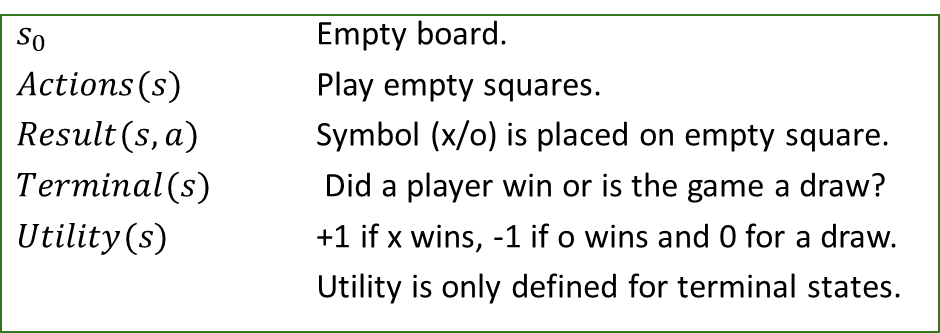 s₀ Empty board.
Actions(s) Play empty squares.
Result(s, a) Symbol (x/o) is placed on empty square.
Terminal(s) Did a player win or is the game a draw?
Utility(s) +1 if x wins, -1 if o wins and 0 for a draw.
Utility is only defined for terminal states.